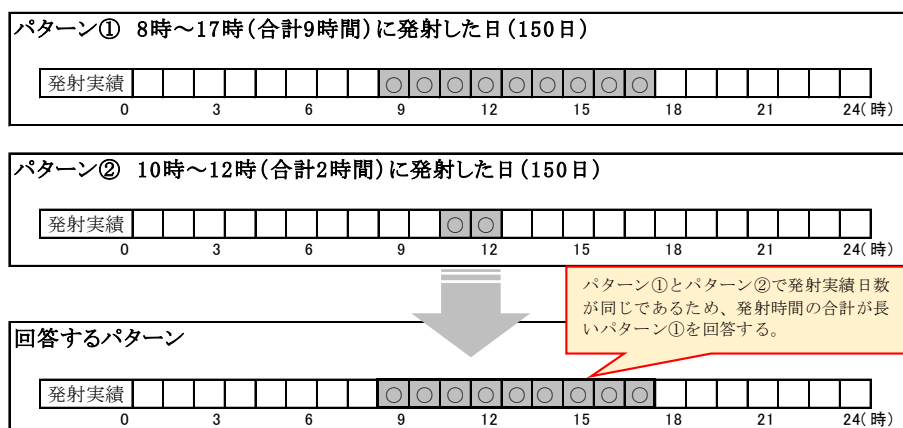 パターン① 8時～17時(合計9時間)に発射した日(150日)
発射実績 ○ ○ ○ ○ ○ ○ ○ ○ ○
0 3 6 9 12 15 18 21 24(時)
パターン② 10時～12時(合計2時間)に発射した日(150日)
発射実績 ○ ○
0 3 6 9 12 15 18 21 24(時)
パターン①とパターン②で発射実績日数
が同じであるため、発射時間の合計が長
いパターン①を回答する。
回答するパターン
発射実績 ○ ○ ○ ○ ○ ○ ○ ○ ○
0 3 6 9 12 15 18 21 24(時)